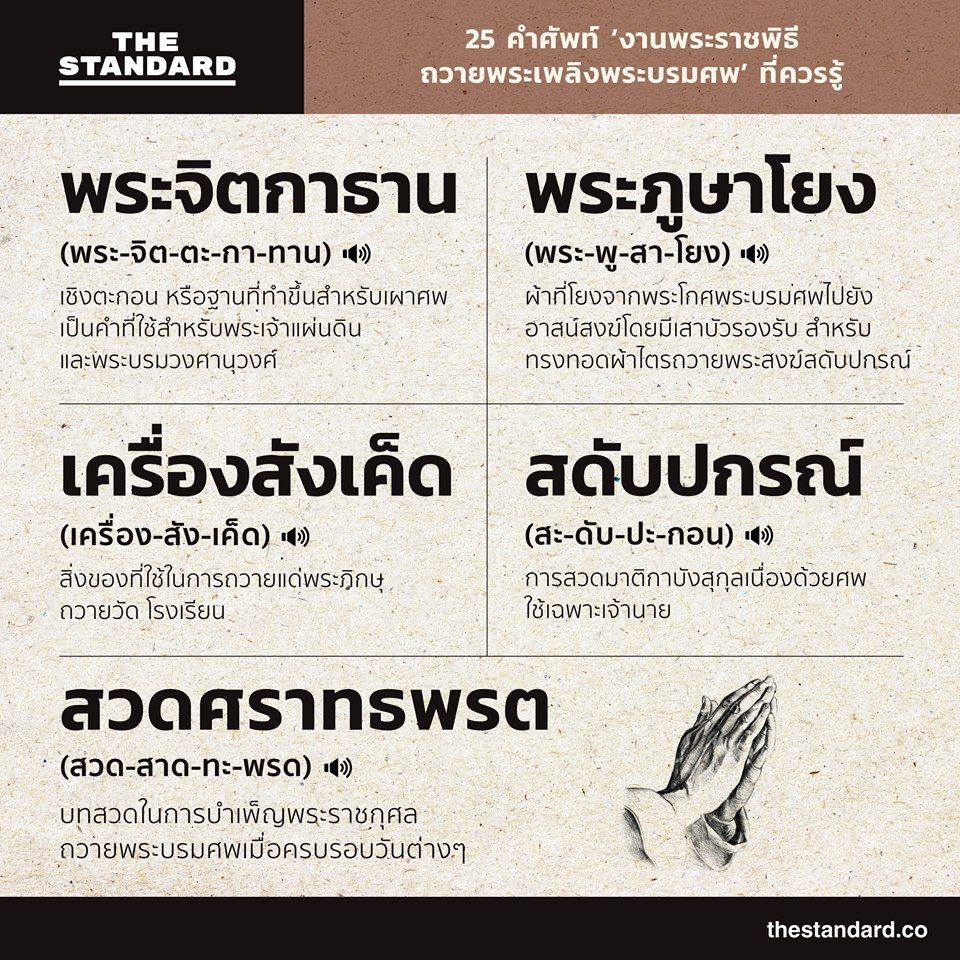 THE
STANDARD
25 คำศัพท์ ‘งานพระราชพิธี
ถวายพระเพลิงพระบรมศพ’ ที่ควรรู้
พระจิตกาธาน
(พระ-จิต-ตะ-กา-ทาน)
เชิงตะกอน หรือฐานที่ทำขึ้นสำหรับเผาศพ
เป็นคำที่ใช้สำหรับพระเจ้าแผ่นดิน
และพระบรมวงศานุวงศ์
พระภูษาโยง
(พระ-พู-สา-โยง)
ผ้าที่โยงจากพระโกศพระบรมศพไปยัง
อาสน์สงฆ์โดยมีเสาบัวรองรับ สำหรับ
ทรงทอดผ้าไตรถวายพระสงฆ์สดับปกรณ์
เครื่องสังเค็ด
(เครื่อง-สัง-เค็ด)
สิ่งของที่ใช้ในการถวายแด่พระภิกษุ
ถวายวัด โรงเรียน
สดับปกรณ์
(สะ-ดับ-ปะ-กอน)
การสวดมาติกาบังสุกุลเนื่องด้วยศพ
ใช้เฉพาะเจ้านาย
สวดศราทธพรต
(สวด-สาด-ทะ-พรด)
บทสวดในการบำเพ็ญพระราชกุศล
ถวายพระบรมศพเมื่อครบรอบวันต่างๆ
thestandard.co